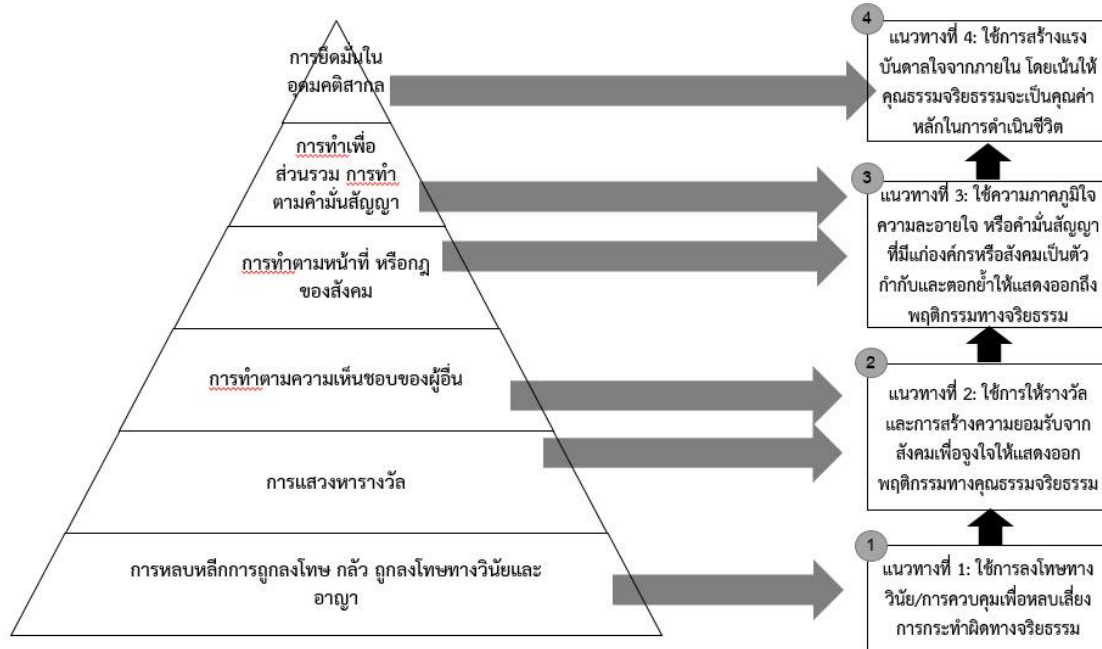 การยึดมั่นใน
อุดมคติสากล
การทำเพื่อ
ส่วนรวม การทำ
ตามคำมั่นสัญญา
การทำตามหน้าที่ หรือกฎ
ของสังคม
การทำตามความเห็นชอบของผู้อื่น
การแสวงหารางวัล
การหลบหลีกการถูกลงโทษ กลัว ถูกลงโทษทางวินัยและ
อาญา
4
แนวทางที่ 4: ใช้การสร้างแรง
บันดาลใจจากภายใน โดยเน้นให้
คุณธรรมจริยธรรมจะเป็นคุณค่า
หลักในการดำเนินชีวิต
3
แนวทางที่ 3: ใช้ความภาคภูมิใจ
ความละอายใจ หรือคำมั่นสัญญา
ที่มีแก่องค์กรหรือสังคมเป็นตัว
กำกับและตอกย้ำให้แสดงออกถึง
พฤติกรรมทางจริยธรรม
2
แนวทางที่ 2: ใช้การให้รางวัล
และการสร้างความยอมรับจาก
สังคมเพื่อจูงใจให้แสดงออก
พฤติกรรมทางคุณธรรมจริยธรรม
1
แนวทางที่ 1: ใช้การลงโทษทาง
วินัย/การควบคุมเพื่อหลบเลี่ยง
การกระทำผิดทางจริยธรรม